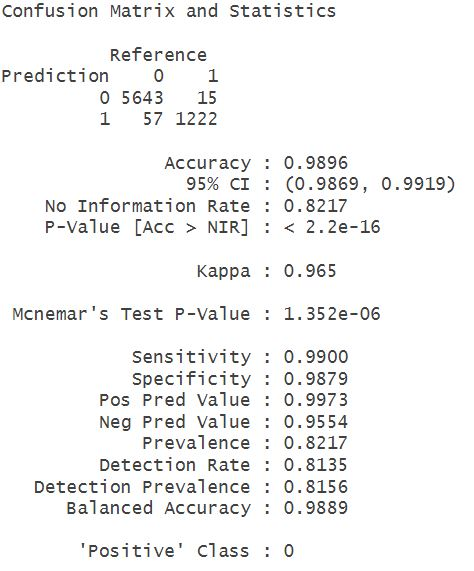 Confusion Matrix and Statistics
Reference
Prediction 0 1
0 5643 15
1 57 1222
Accuracy : 0.9896
95% CI : (0.9869, 0.9919)
No Information Rate : 0.8217
P-Value [Acc > NIR] : < 2.2e-16
Kappa : 0.965
Mcnemar's Test P-Value : 1.352e-06
Sensitivity : 0.9900
Specificity : 0.9879
Pos Pred Value : 0.9973
Neg Pred Value : 0.9554
Prevalence : 0.8217
Detection Rate : 0.8135
Detection Prevalence : 0.8156
Balanced Accuracy : 0.9889
'Positive' Class : 0